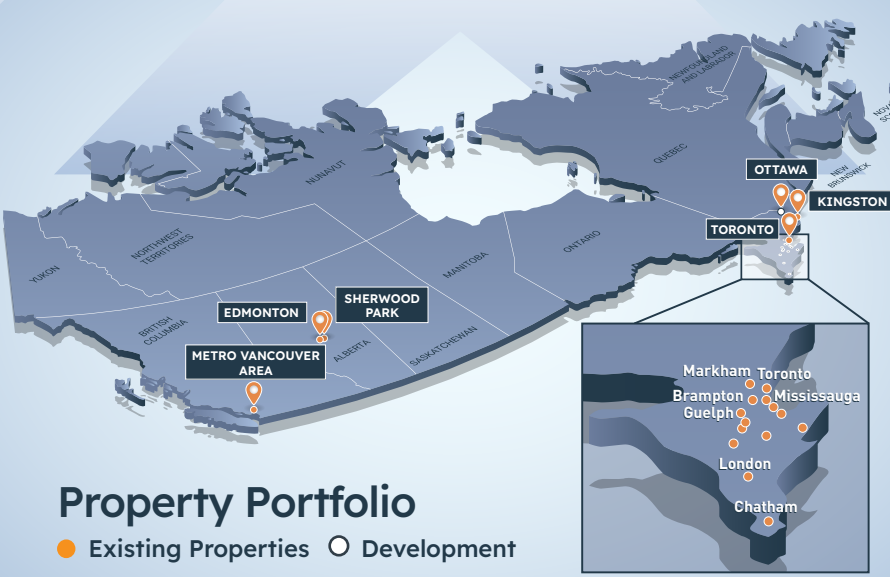 NEWFOUNDLAND
AND LABRADOR
NUNAVUT
QUEBEC
OTTAWA
NEW
BRUNSWICK
KINGSTON
TORONTO
NORTHWEST
TERRITORIES
YUKON
MANITOBA
ONTARIO
SHERWOOD
PARK
EDMONTON
BRITISH
COLUMBIA
ALBERTA
SASKATCHEWAN
METRO VANCOUVER
AREA
Markham
Toronto
Brampton
Mississauga
Guelph
London
Chatham
Property Portfolio
Existing Properties
Development